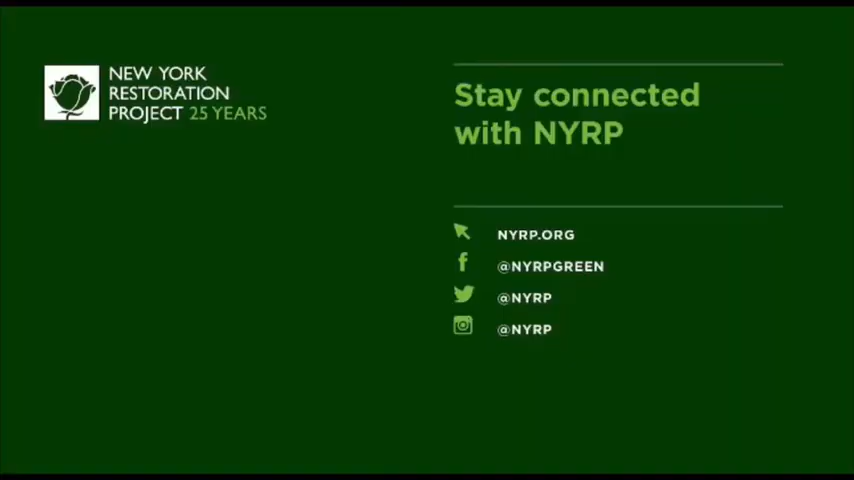 NEW YORK
RESTORATION
PROJECT 25 YEARS
Stay connected
with NYRP
NYRP.ORG
@NYRPGREEN
@NYRP
@NYRP